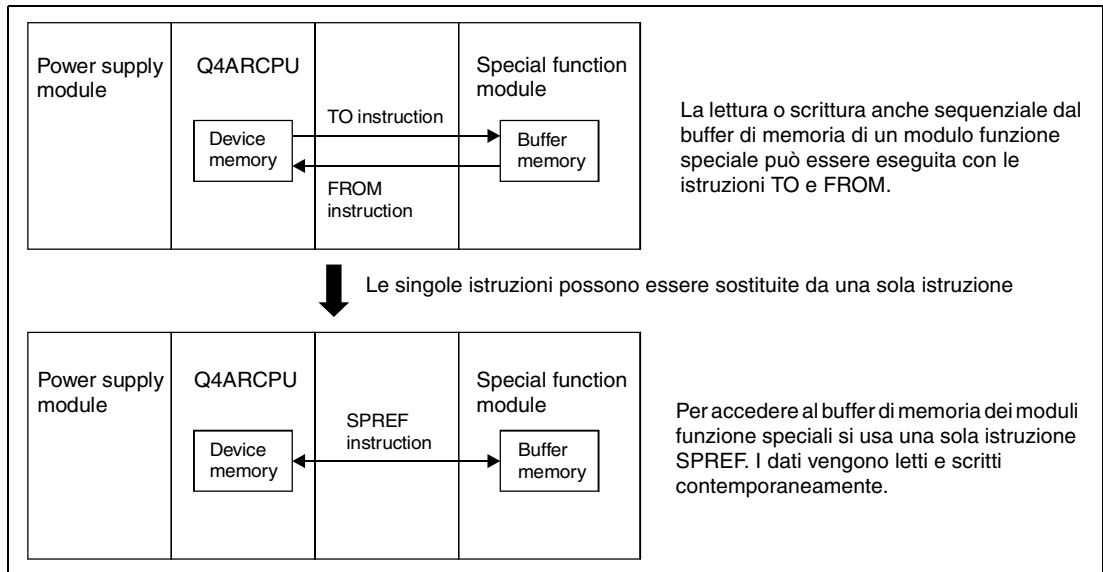 Power supply
module
Q4ARCPU
Special function
module
TO instruction
Device
memory
Buffer
memory
FROM
instruction
La lettura o scrittura anche sequenziale dal
buffer di memoria di un modulo funzione
speciale può essere eseguita con le
istruzioni TO e FROM.
Le singole istruzioni possono essere sostituite da una sola istruzione
Power supply
module
Q4ARCPU
Special function
module
SPREF
instruction
Device
memory
Buffer
memory
Per accedere al buffer di memoria dei moduli
funzione speciali si usa una sola istruzione
SPREF. I dati vengono letti e scritti
contemporaneamente.